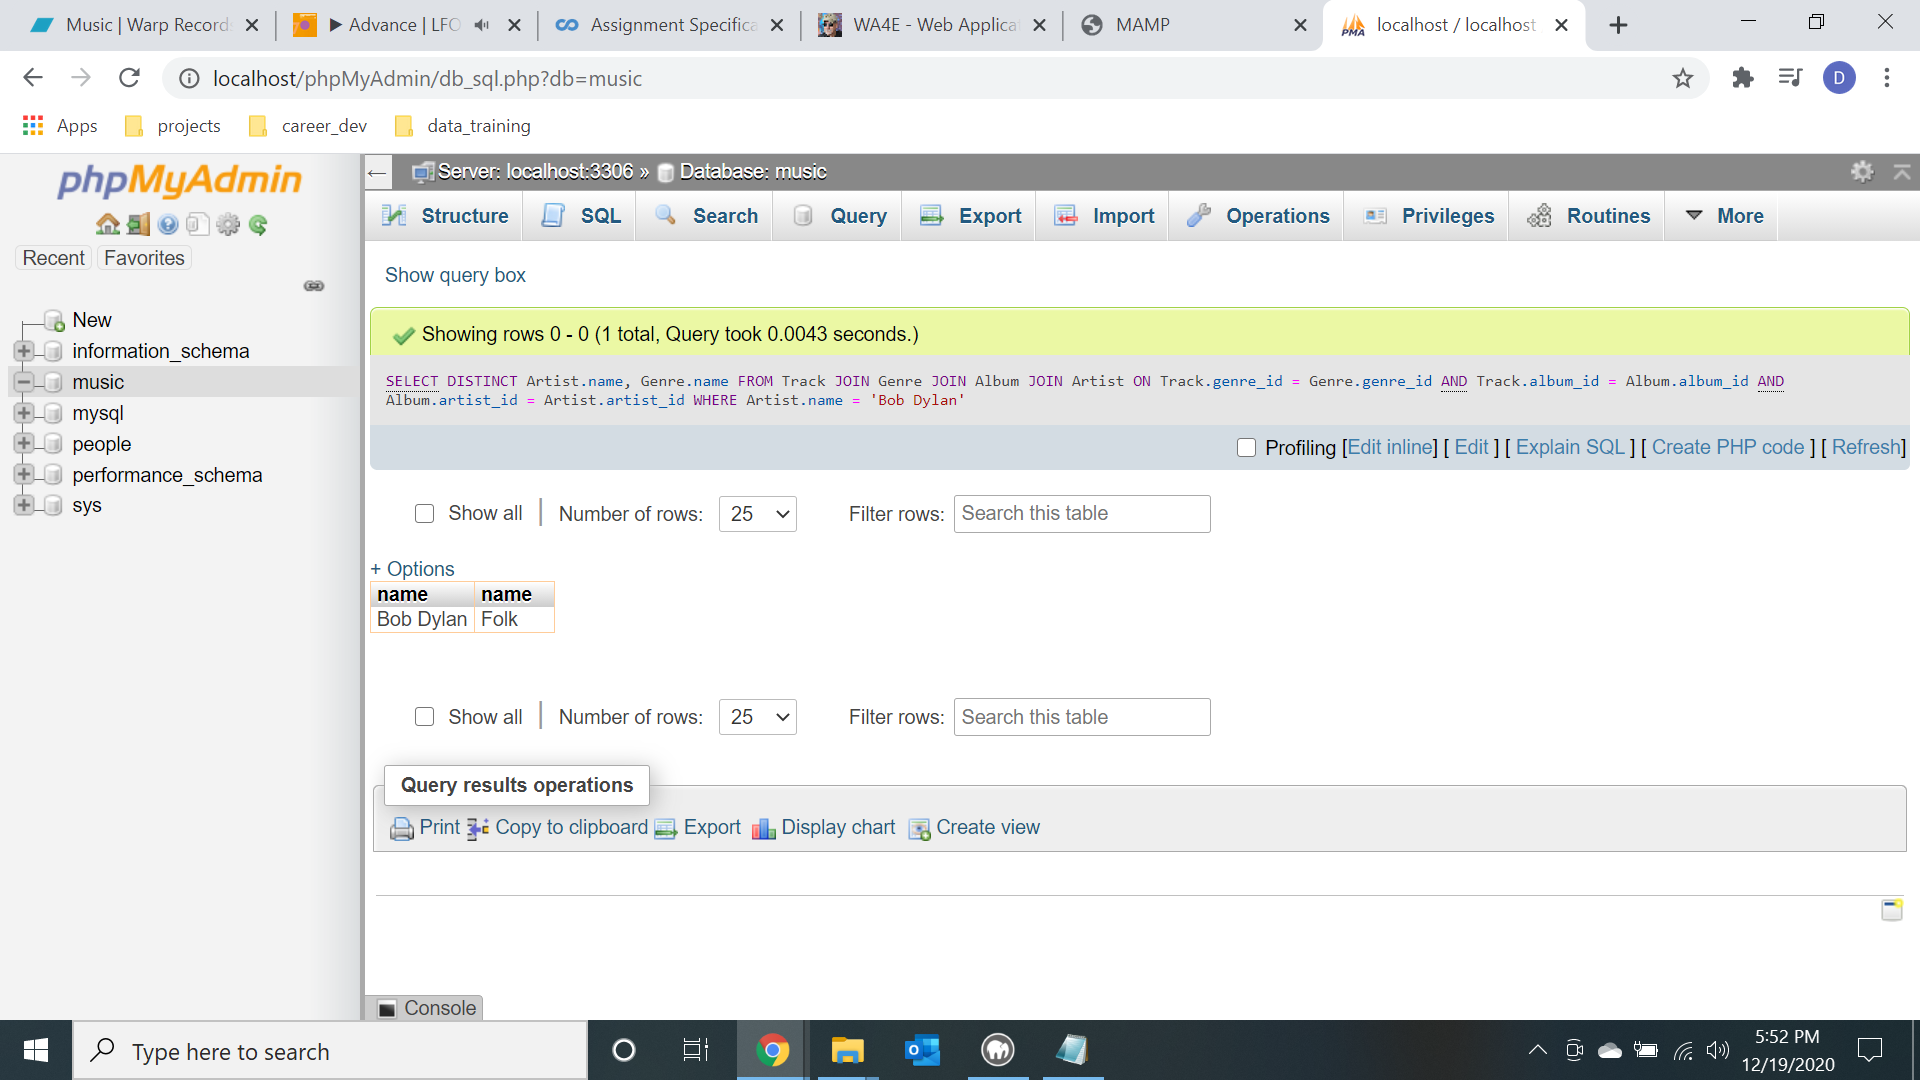 Music | Warp Record
Advance | LFO
Assignment Specifica
WA4E - Web Applica
MAMP
localhost / localhost
localhost/phpMyAdmin/db_sql.php?db=music
D
Apps
projects
career_dev
data_training
phpMyAdmin
Recent
Favorites
New
information_schema
music
mysql
people
performance_schema
sys
Server: localhost:3306 » Database: music
Structure
SQL
Search
Query
Export
Import
Operations
Privileges
Routines
More
Show query box
Showing rows 0 - 0 (1 total, Query took 0.0043 seconds.)
SELECT DISTINCT Artist.name, Genre.name FROM Track JOIN Genre JOIN Album JOIN Artist ON Track.genre_id = Genre.genre_id AND Track.album_id = Album.album_id AND
Album.artist_id = Artist.artist_id WHERE Artist.name = 'Bob Dylan'
Profiling [Edit inline] [ Edit ] [ Explain SQL ] [ Create PHP code ] [ Refresh]
Show all
Number of rows: 25
Filter rows: Search this table
+ Options
name name
Bob Dylan Folk
Show all
Number of rows: 25
Filter rows: Search this table
Query results operations
Print
Copy to clipboard
Export
Display chart
Create view
Console
Type here to search
5:52 PM
12/19/2020